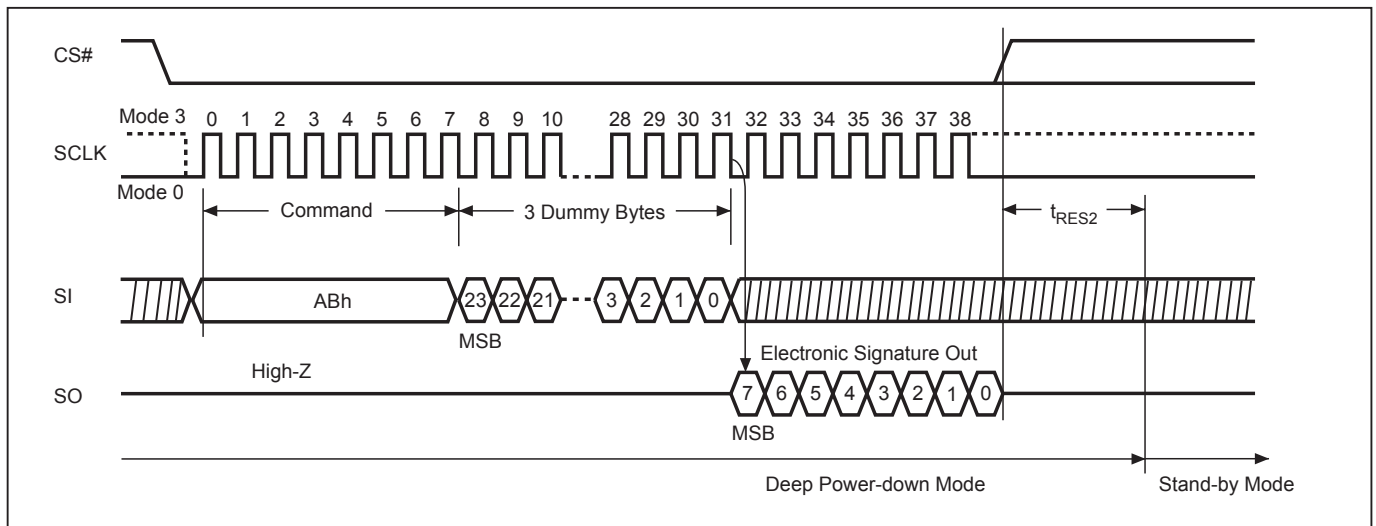 CS#
Mode 3 0 1 2 3 4 5 6 7 8 9 10 28 29 30 31 32 33 34 35 36 37 38
SCLK
Mode 0
Command 3 Dummy Bytes tRES2
SI ABh 23 22 21 3 2 1 0
MSB
High-Z Electronic Signature Out
SO 7 6 5 4 3 2 1 0
MSB
Deep Power-down Mode Stand-by Mode